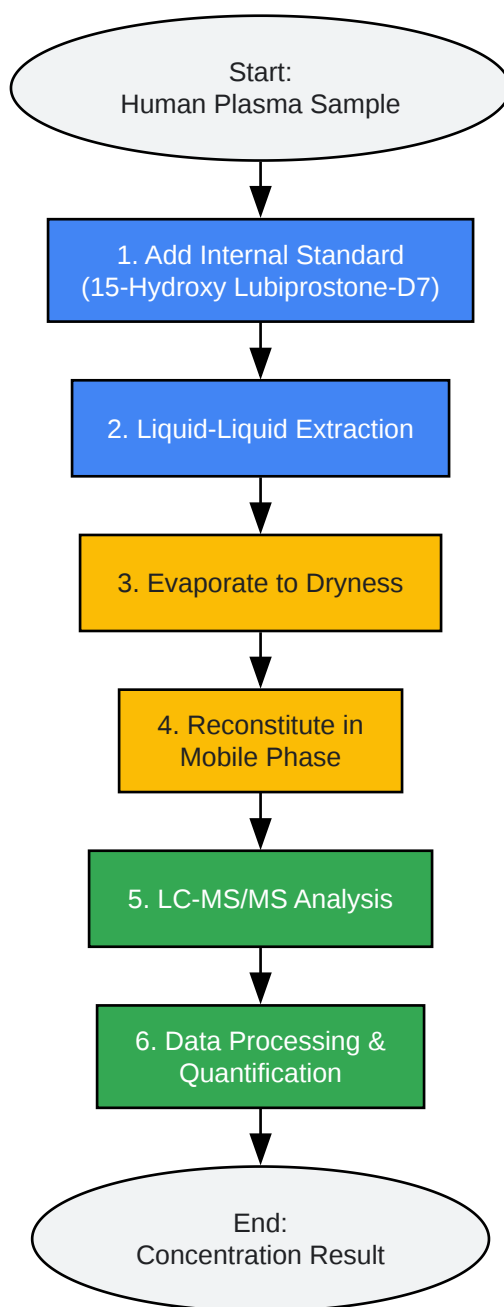 Start:
Human Plasma Sample
1. Add Internal Standard
(15-Hydroxy Lubiprostone-D7)
2. Liquid-Liquid Extraction
3. Evaporate to Dryness
4. Reconstitute in
Mobile Phase
5. LC-MS/MS Analysis
6. Data Processing &
Quantification
End:
Concentration Result